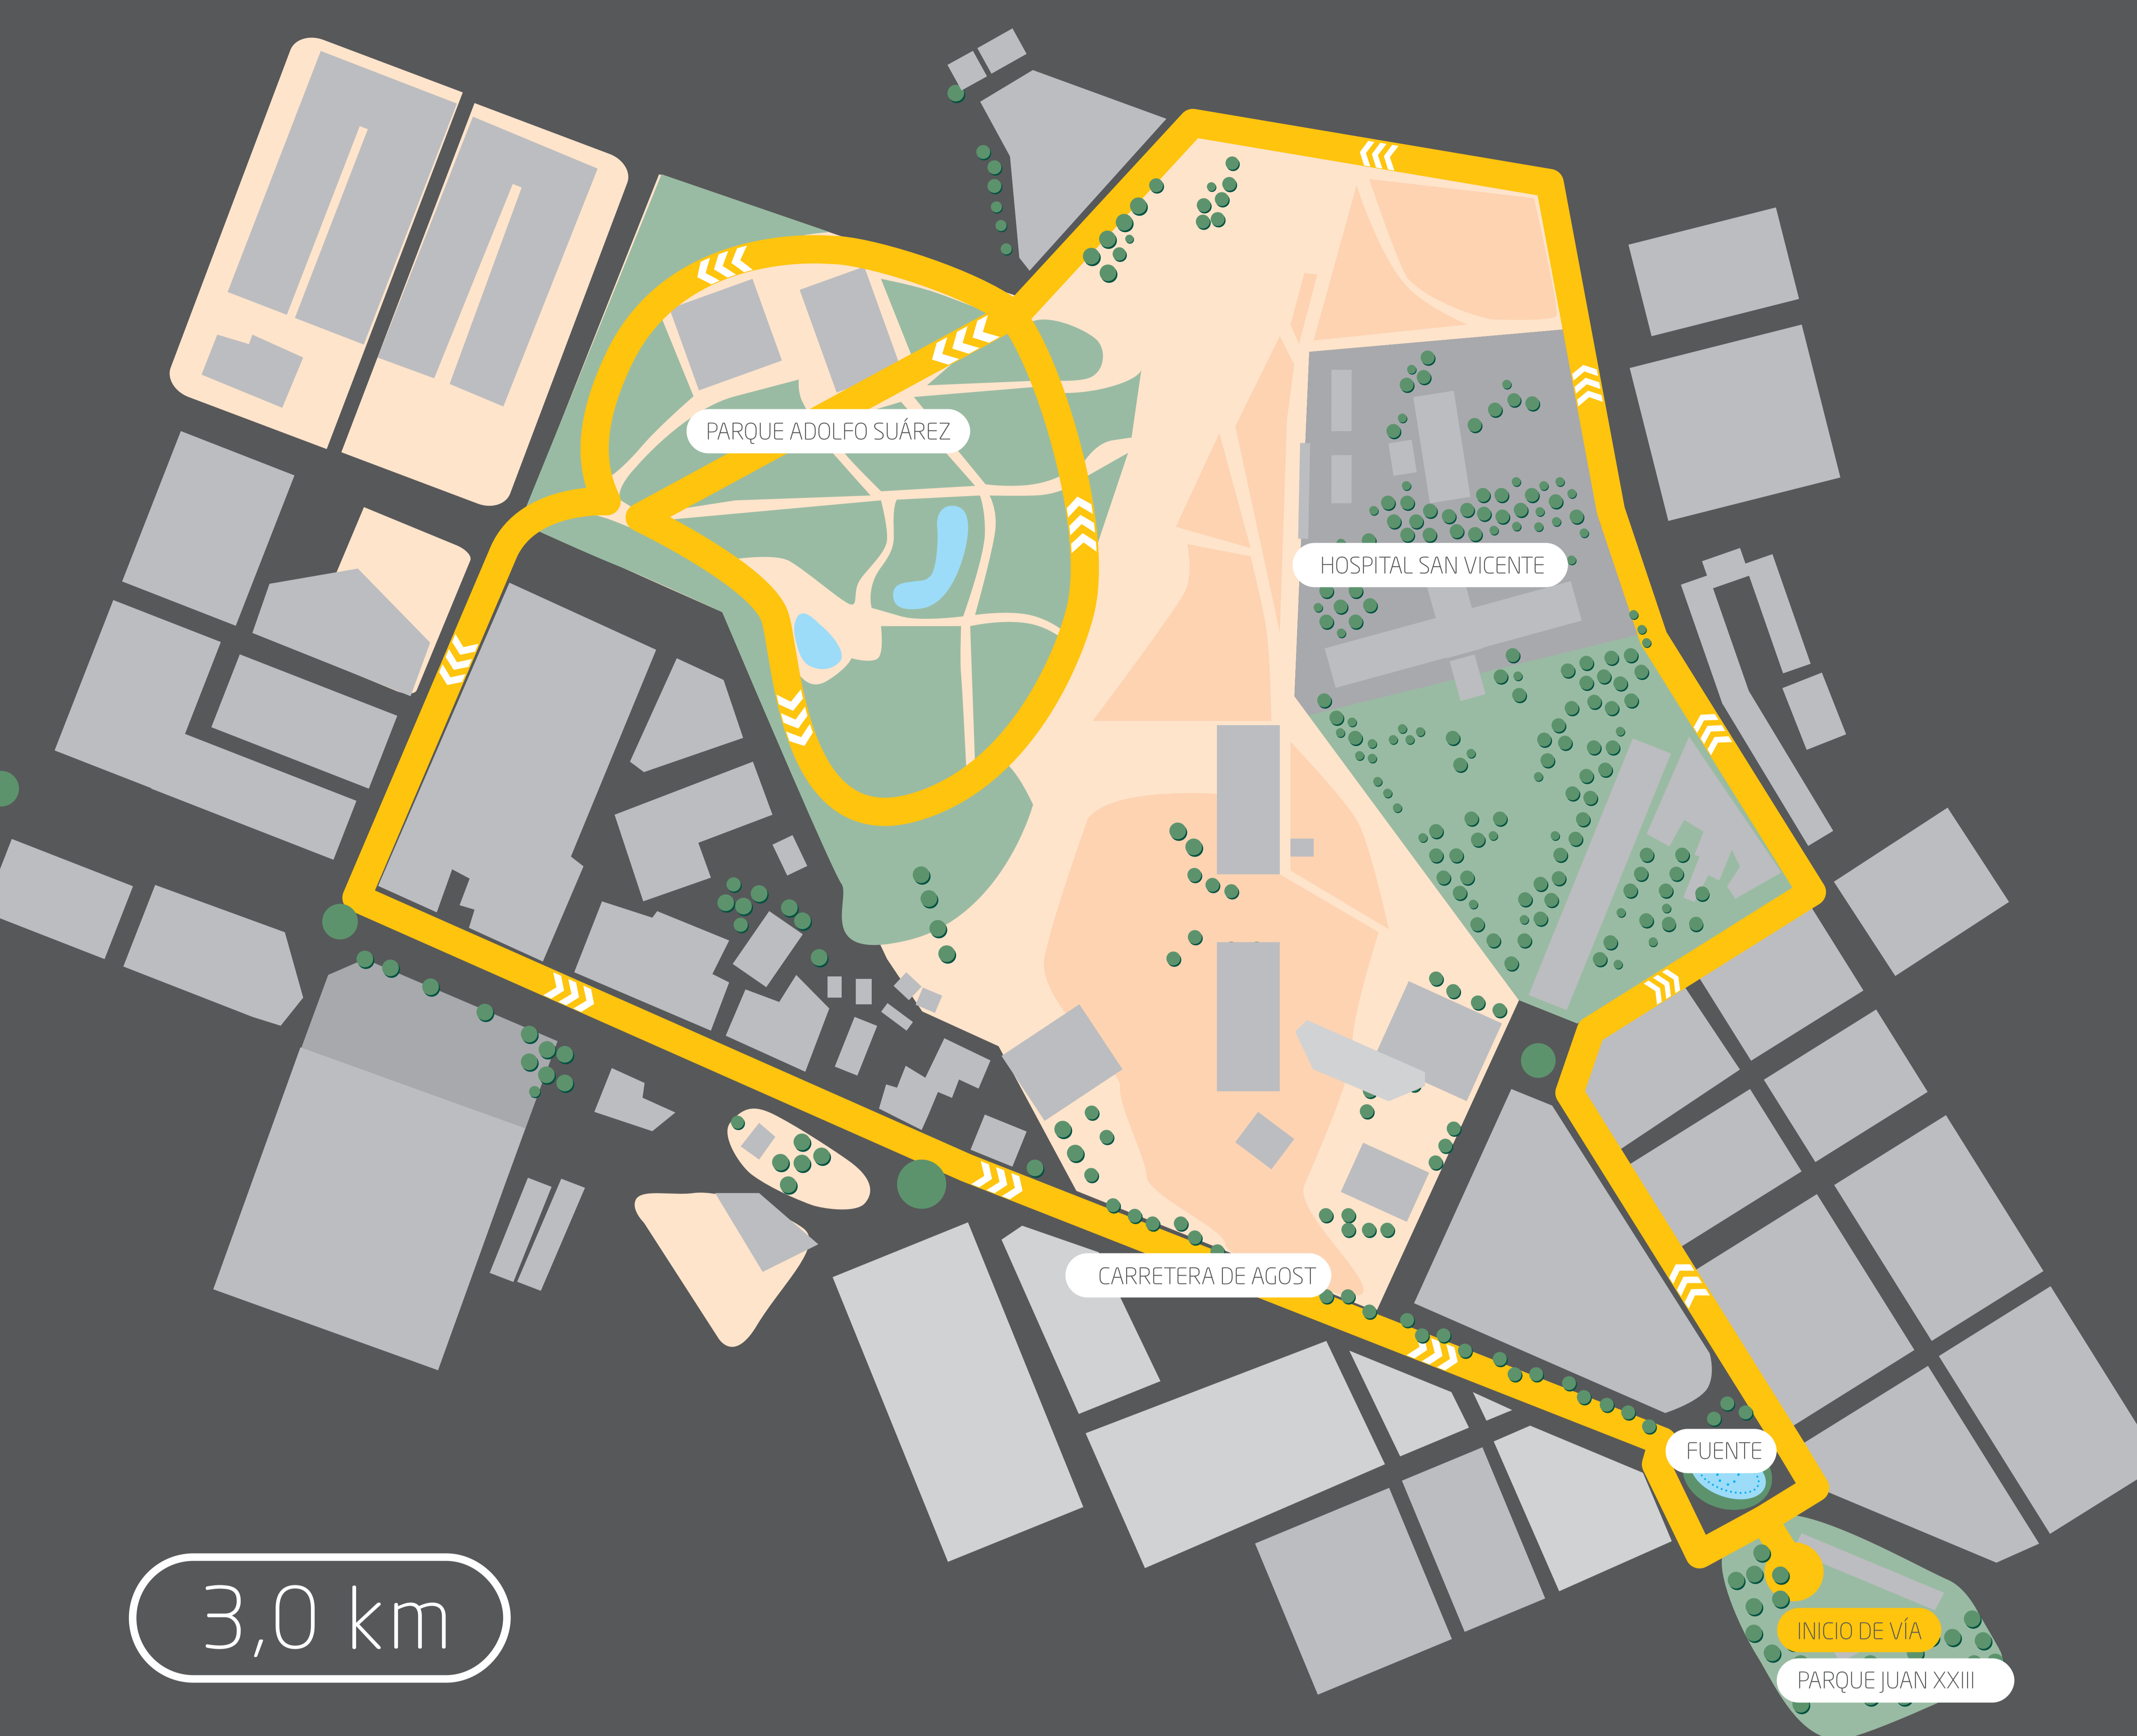 PARQUE ADOLFO SUÁREZ
HOSPITAL SAN VICENTE
CARRETERA DE AGOST
FUENTE
INICIO DE VÍA
PARQUE JUAN XXIII
3,0 km